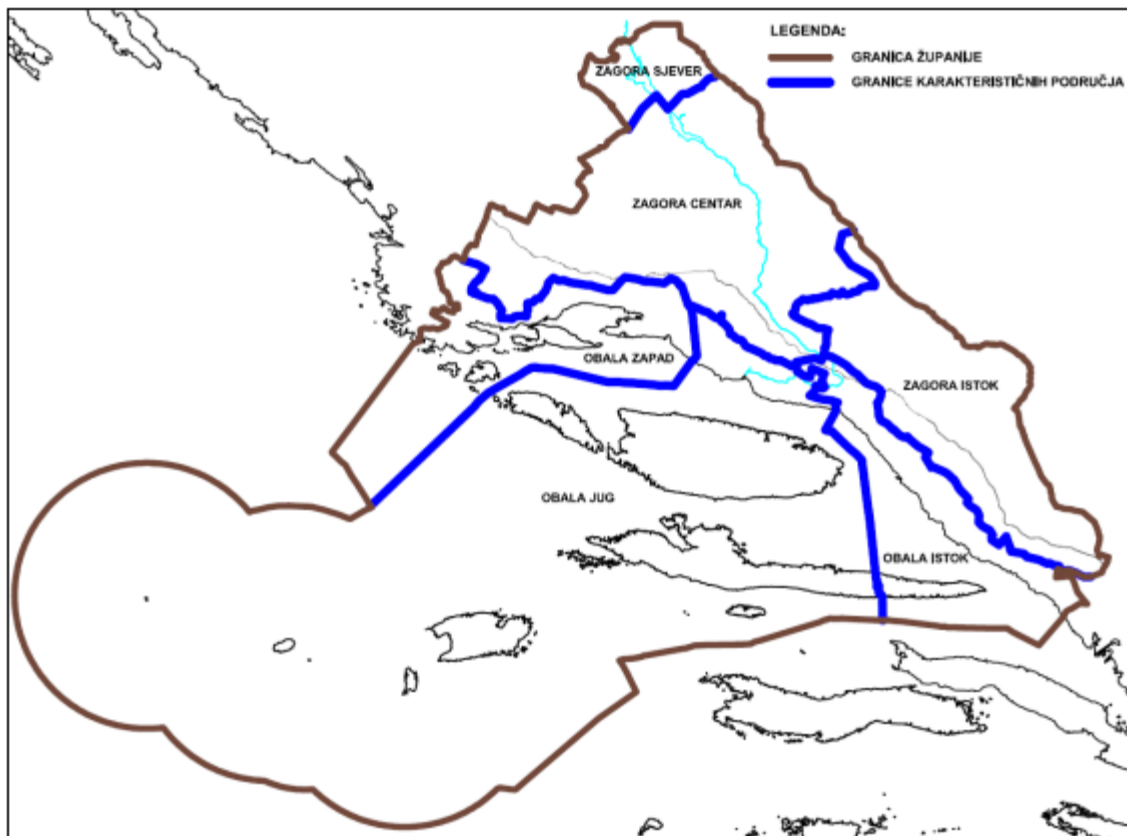 LEGENDA:
GRANICA ŽUPANIJE
GRANICE KARAKTERISTIČNIH PODRUČJA
ZAGORA SJEVER
ZAGORA CENTAR
OBALA ZAPAD
ZAGORA ISTOK
OBALA JUG
OBALA ISTOK